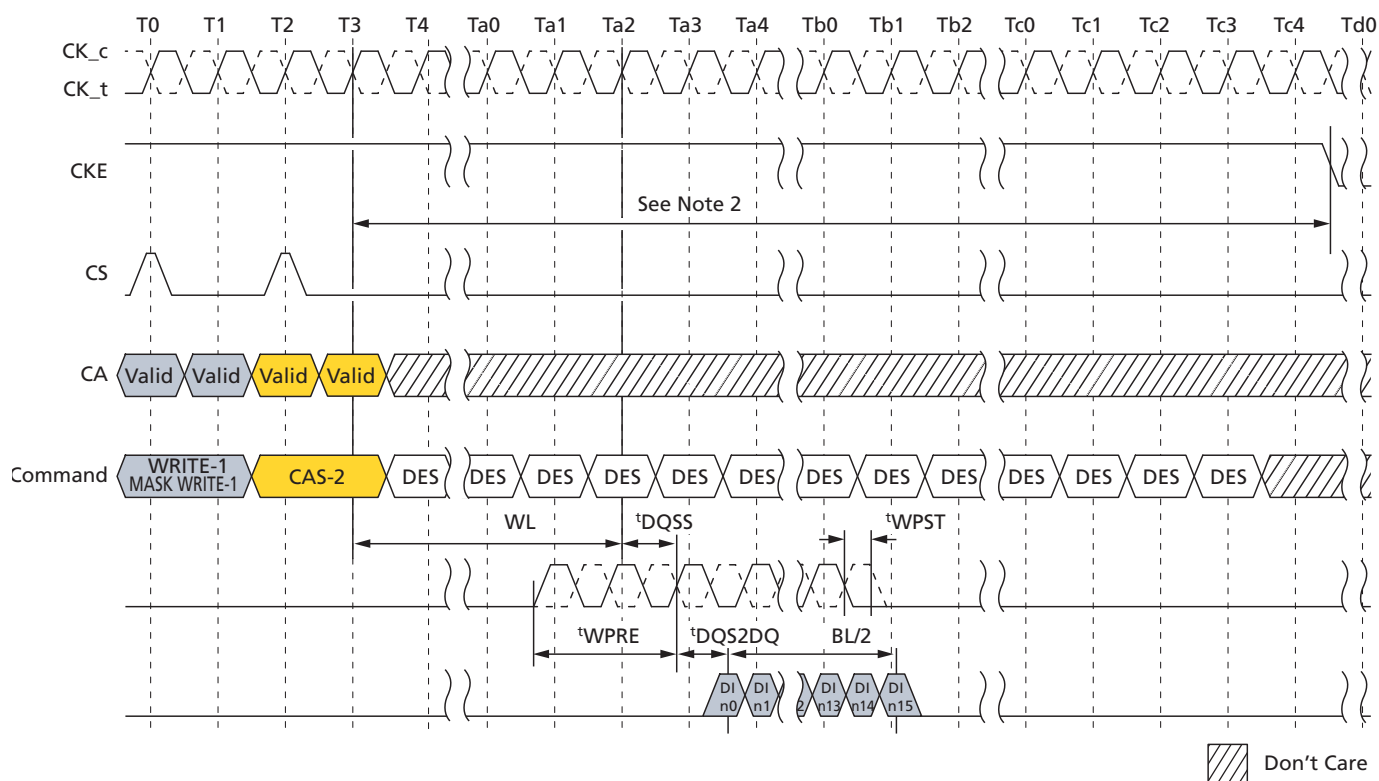 T0 T1 T2 T3 T4 Ta0 Ta1 Ta2 Ta3 Ta4 Tb0 Tb1 Tb2 Tc0 Tc1 Tc2 Tc3 Tc4 Td0
CK_c
CK_t
CKE
See Note 2
CS
CA Valid Valid Valid Valid
Command WRITE-1 MASK WRITE-1 CAS-2 DES DES DES DES DES DES DES DES DES DES DES DES DES
WL tDQSS tWPST
tWPRE tDQS2DQ BL/2
DI DI DI DI DI
n0 n1 2 n13 n14 n15
Don't Care